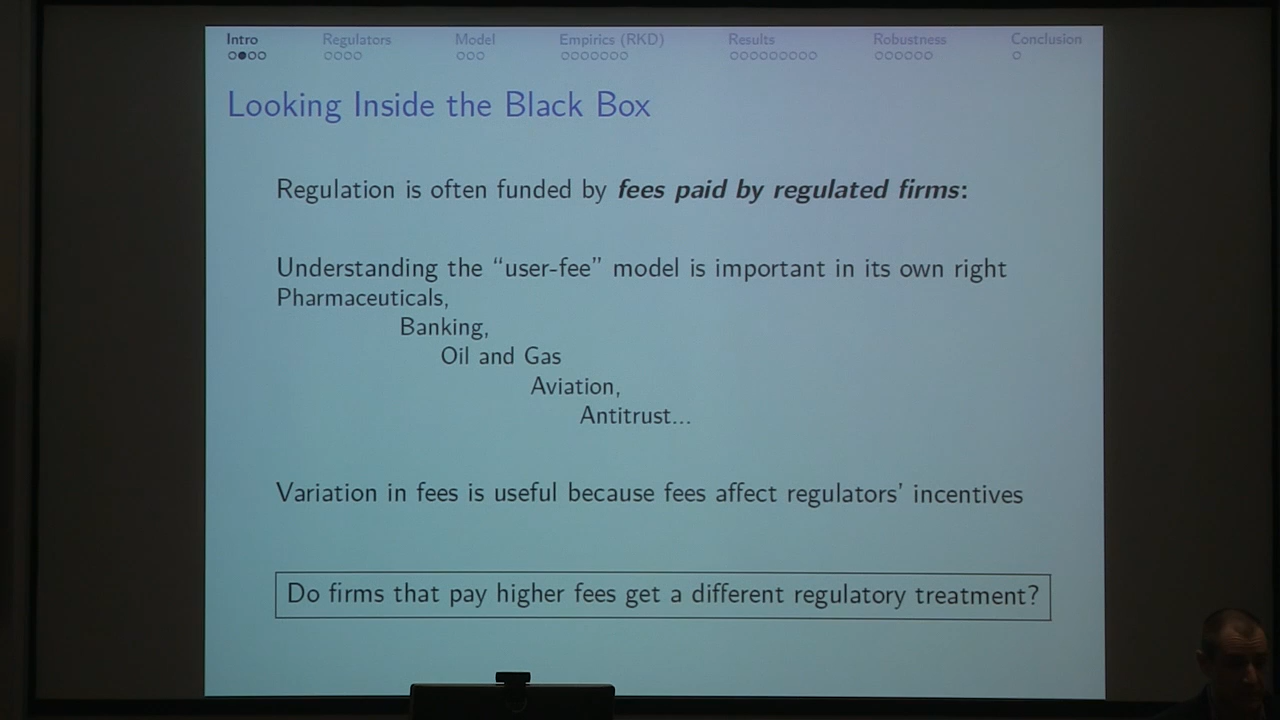 Intro Regulators Model Empirics (RKD) Results Robustness Conclusion
Looking Inside the Black Box
Regulation is often funded by fees paid by regulated firms:
Understanding the “user-fee” model is important in its own right
Pharmaceuticals,
Banking,
Oil and Gas
Aviation,
Antitrust...
Variation in fees is useful because fees affect regulators’ incentives
Do firms that pay higher fees get a different regulatory treatment?